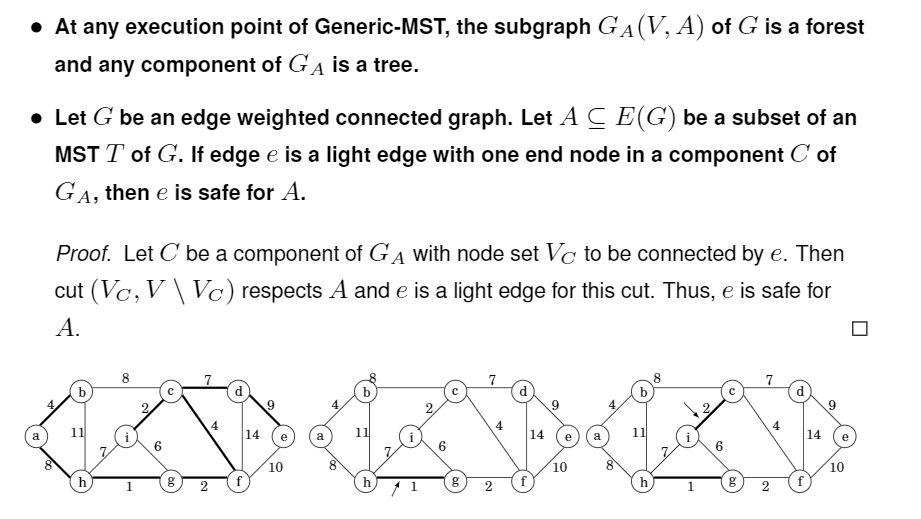 • At any execution point of Generic-MST, the subgraph G_A(V, A) of G is a forest
and any component of G_A is a tree.
• Let G be an edge weighted connected graph. Let A ⊆ E(G) be a subset of an
MST T of G. If edge e is a light edge with one end node in a component C of
G_A, then e is safe for A.
Proof. Let C be a component of G_A with node set V_C to be connected by e. Then
cut (V_C, V \ V_C) respects A and e is a light edge for this cut. Thus, e is safe for
A. □
8 7 8 7 8 7
b c d b c d b c d
4 2 9 4 2 9 4 2 9
a 11 i 4 14 e a 11 i 4 14 e a 11 i 4 14 e
7 6 7 6 7 6
8 10 8 10 8 10
h g f h g f h g f
1 2 1 2 1 2